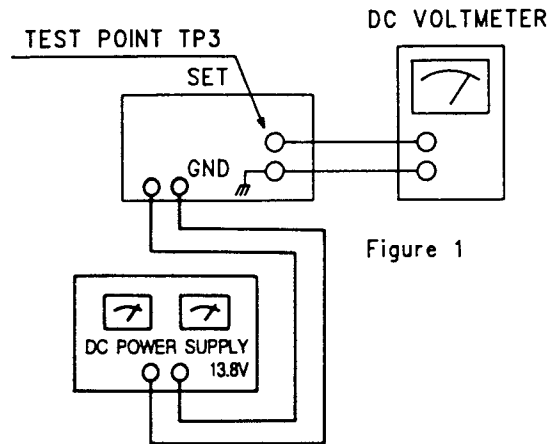 DC VOLTMETER
TEST POINT TP3
SET
GND
Figure 1
DC POWER SUPPLY
13.8V